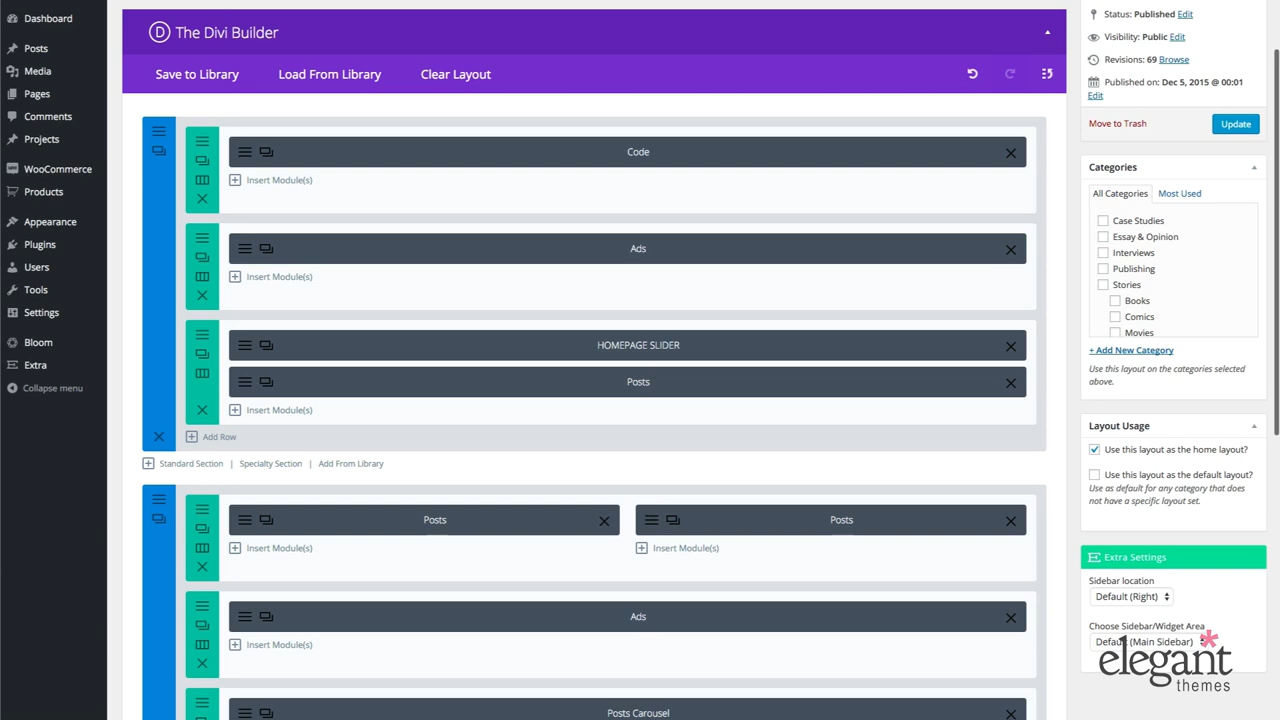 Dashboard
Posts
Media
Pages
Comments
Projects
WooCommerce
Products
Appearance
Plugins
Users
Tools
Settings
Bloom
Extra
Collapse menu
D The Divi Builder
Save to Library Load From Library Clear Layout
Code
Insert Module(s)
Ads
Insert Module(s)
HOMEPAGE SLIDER
Posts
Insert Module(s)
Add Row
Standard Section | Specialty Section | Add From Library
Posts Posts
Insert Module(s) Insert Module(s)
Ads
Insert Module(s)
Posts Carousel
Status: Published Edit
Visibility: Public Edit
Revisions: 69 Browse
Published on: Dec 5, 2015 @ 00:01
Edit
Move to Trash Update
Categories
All Categories Most Used
Case Studies
Essay & Opinion
Interviews
Publishing
Stories
Books
Comics
Movies
+ Add New Category
Use this layout on the categories selected
above.
Layout Usage
Use this layout as the home layout?
Use this layout as the default layout?
Use as default for any category that does
not have a specific layout set.
Extra Settings
Sidebar location
Default (Right)
Choose Sidebar/Widget Area
Default (Main Sidebar)
elegant
themes